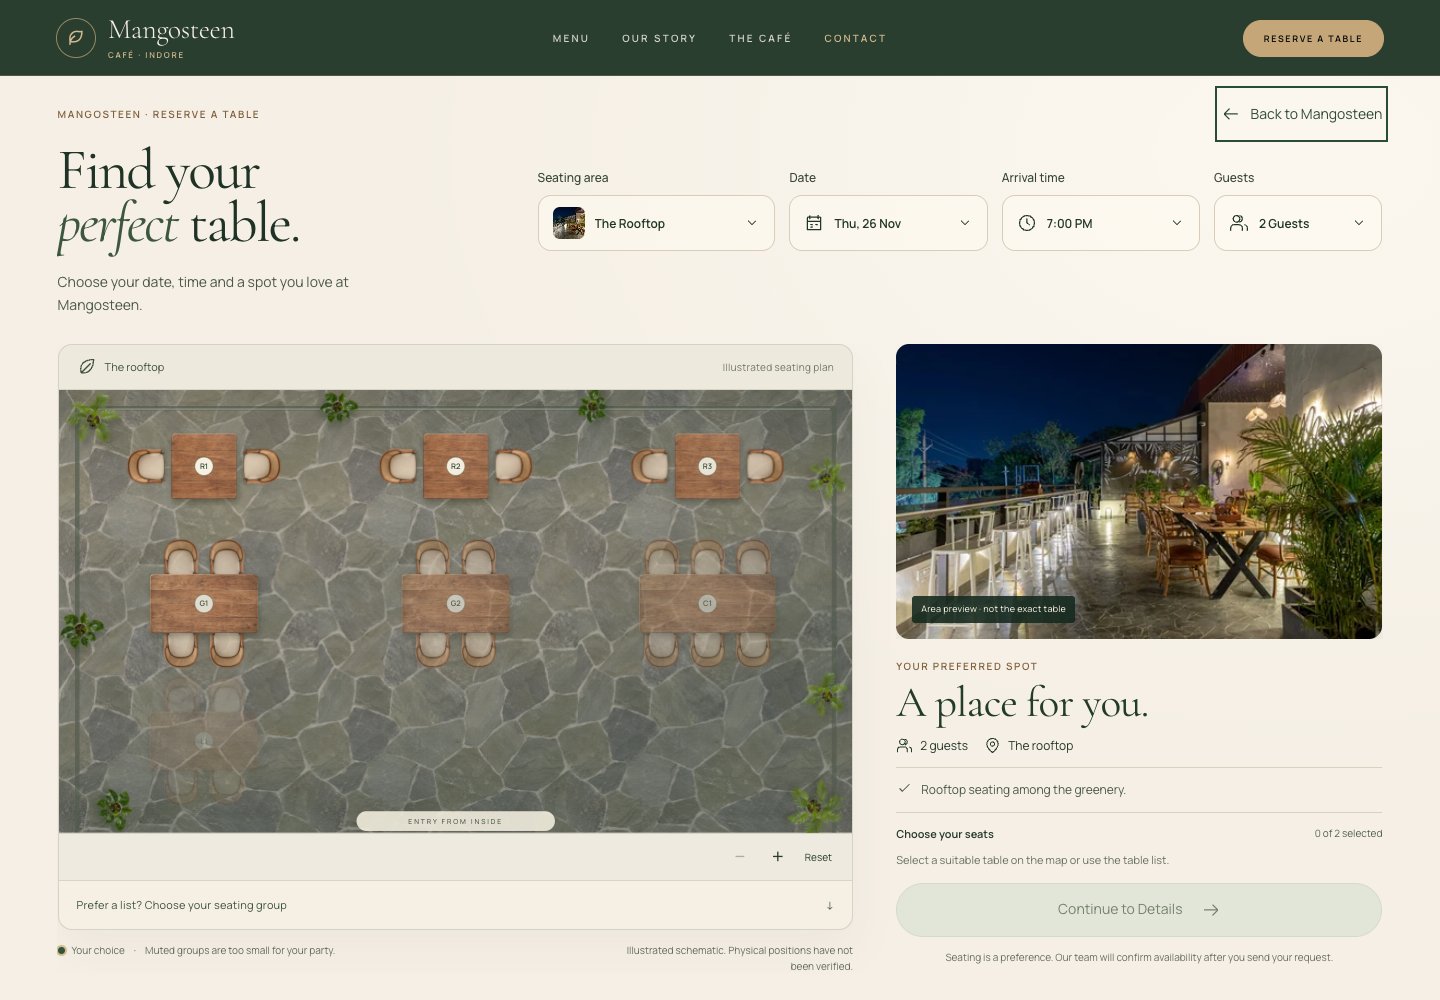 Mangosteen
CAFÉ · INDORE
MENU
OUR STORY
THE CAFÉ
CONTACT
RESERVE A TABLE
MANGOSTEEN · RESERVE A TABLE
Back to Mangosteen
Find your
perfect table.
Choose your date, time and a spot you love at
Mangosteen.
Seating area
The Rooftop
Date
Thu, 26 Nov
Arrival time
7:00 PM
Guests
2 Guests
The rooftop
Illustrated seating plan
R1
R2
R3
G1
G2
C1
ENTRY FROM INSIDE
Reset
Prefer a list? Choose your seating group
Your choice · Muted groups are too small for your party.
Illustrated schematic. Physical positions have not
been verified.
Area preview · not the exact table
YOUR PREFERRED SPOT
A place for you.
2 guests
The rooftop
Rooftop seating among the greenery.
Choose your seats
0 of 2 selected
Select a suitable table on the map or use the table list.
Continue to Details
Seating is a preference. Our team will confirm availability after you send your request.